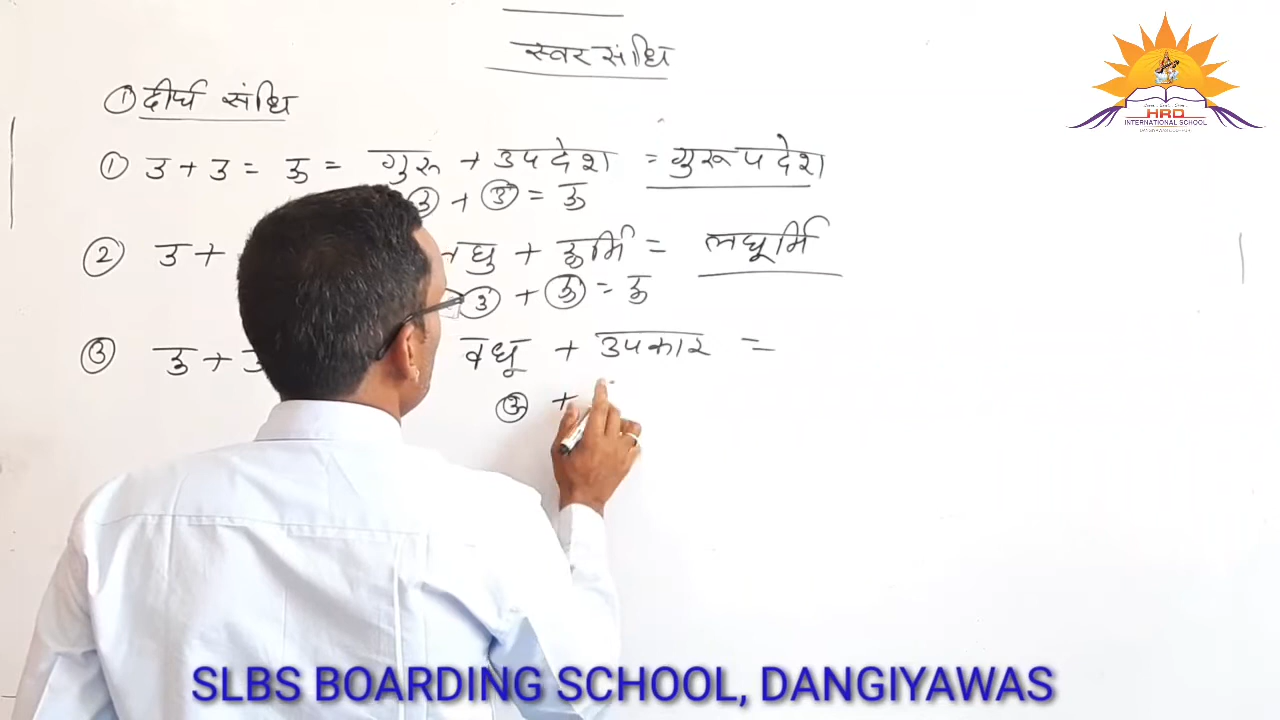 स्वर संधि
① दीर्घ संधि
① उ + उ = ऊ = गुरू + उपदेश = गुरूपदेश
उ + उ = ऊ
② उ + लघु + ऊर्मि = लघूर्मि
उ + ऊ = ऊ
③ ऊ + उ वधू + उपकार =
ऊ +
HRD
INTERNATIONAL SCHOOL
SLBS BOARDING SCHOOL, DANGIYAWAS